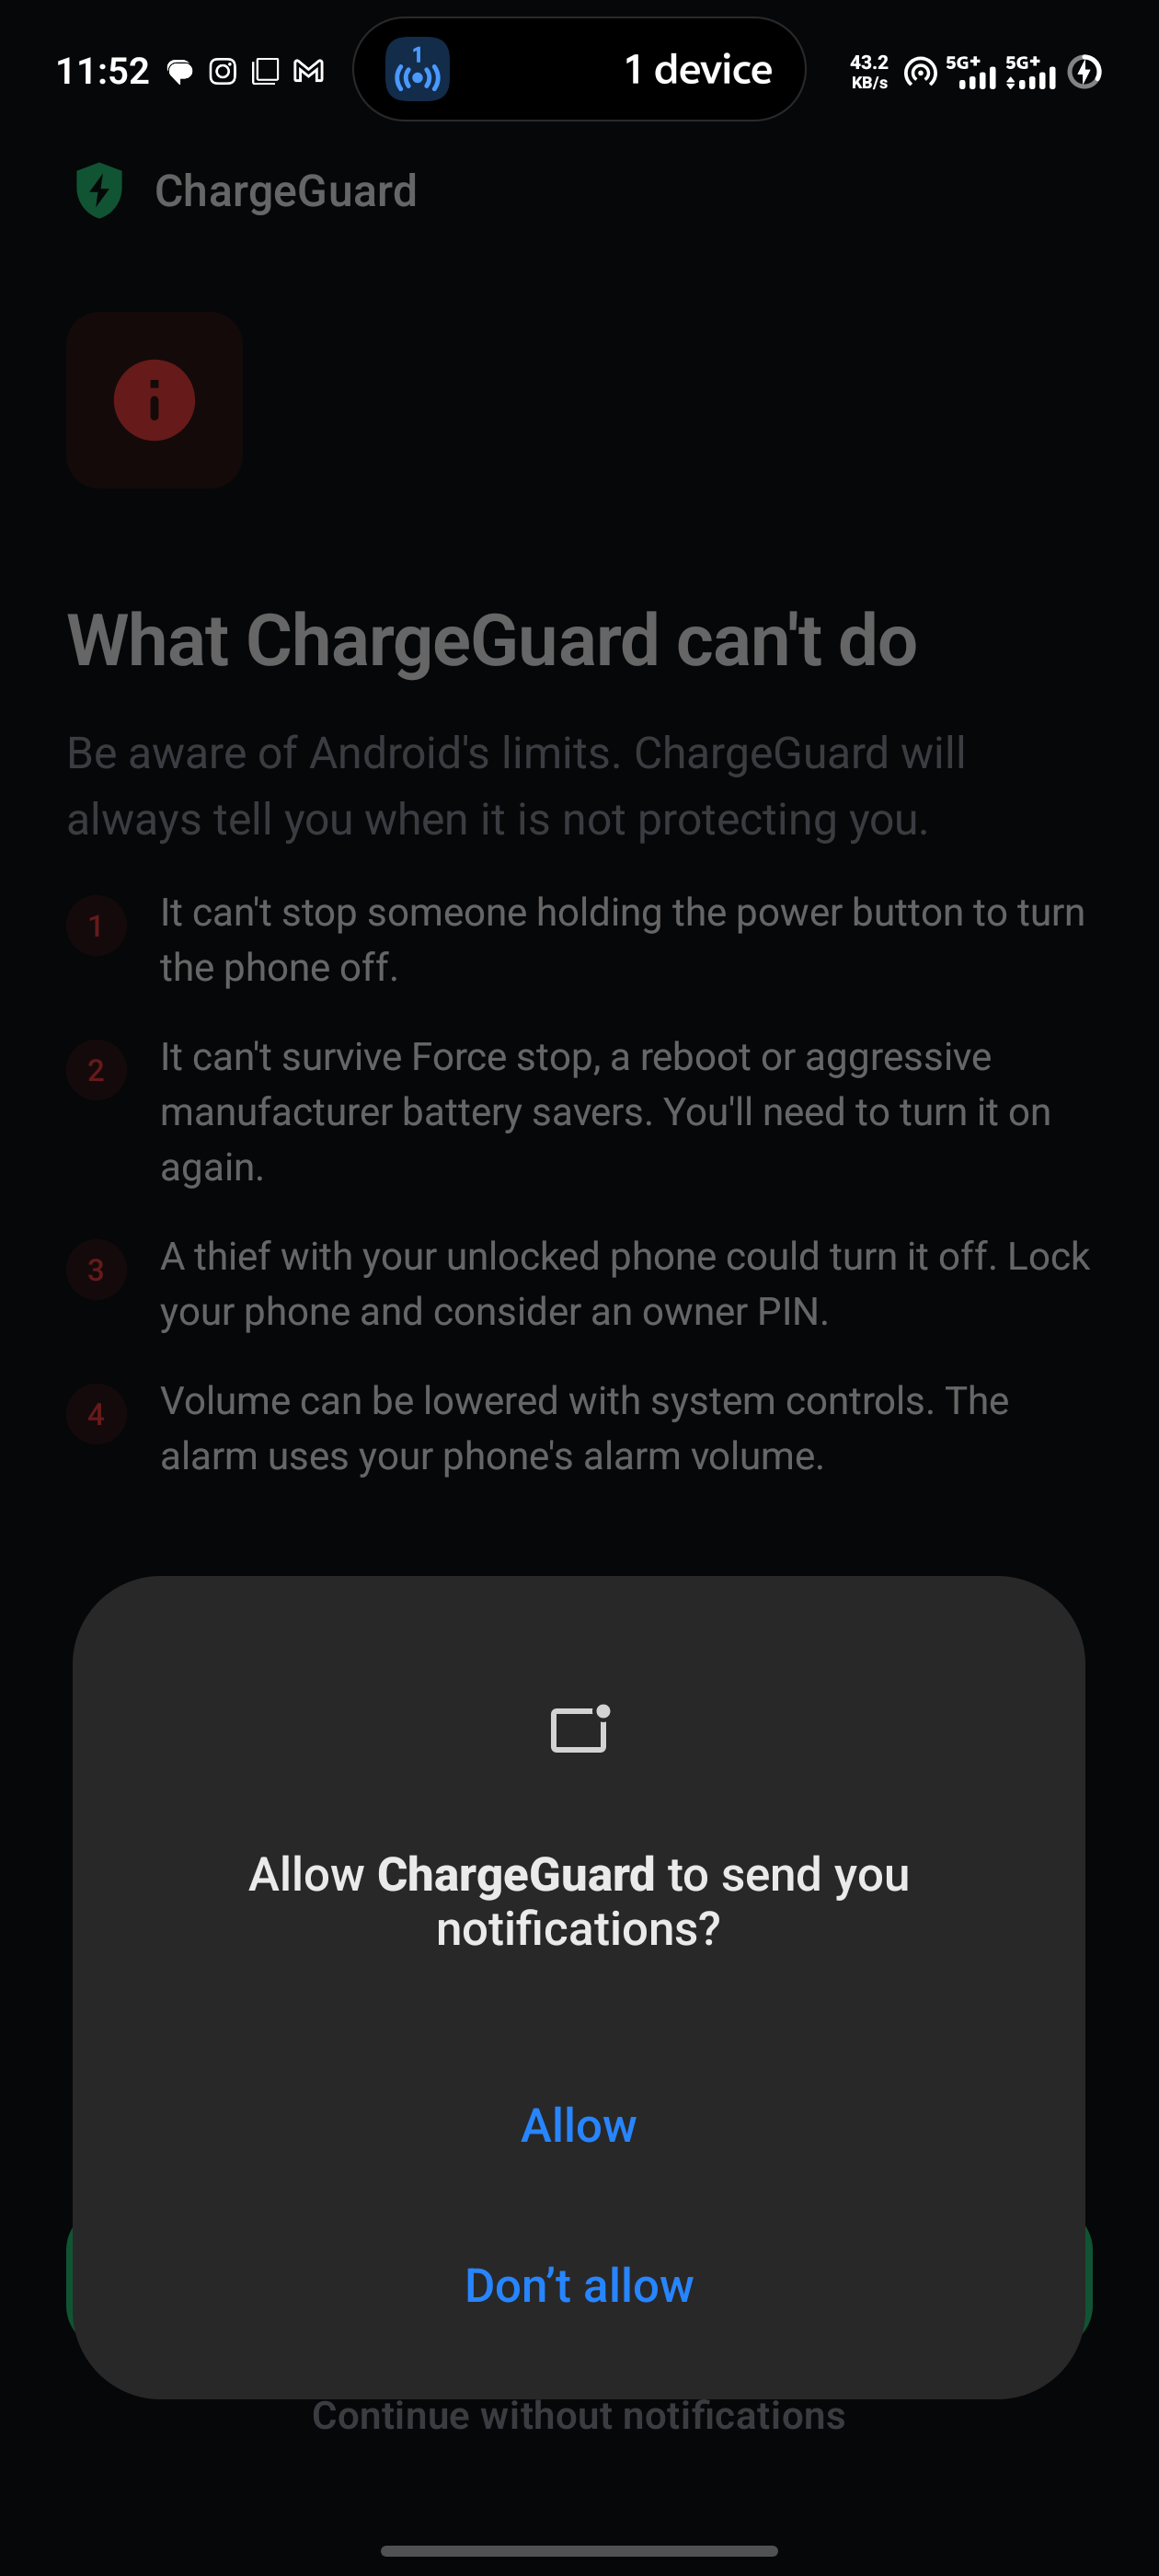 11:52
1
1 device
43.2
KB/s
5G+
5G+
ChargeGuard
What ChargeGuard can't do
Be aware of Android's limits. ChargeGuard will
always tell you when it is not protecting you.
1
It can't stop someone holding the power button to turn
the phone off.
2
It can't survive Force stop, a reboot or aggressive
manufacturer battery savers. You'll need to turn it on
again.
3
A thief with your unlocked phone could turn it off. Lock
your phone and consider an owner PIN.
4
Volume can be lowered with system controls. The
alarm uses your phone's alarm volume.
Allow ChargeGuard to send you
notifications?
Allow
Don’t allow
Continue without notifications